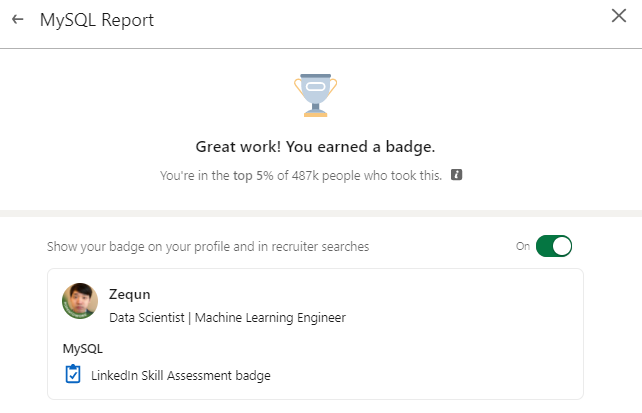 MySQL Report
Great work! You earned a badge.
You're in the top 5% of 487k people who took this.
Show your badge on your profile and in recruiter searches
On
Zequn
Data Scientist | Machine Learning Engineer
MySQL
LinkedIn Skill Assessment badge